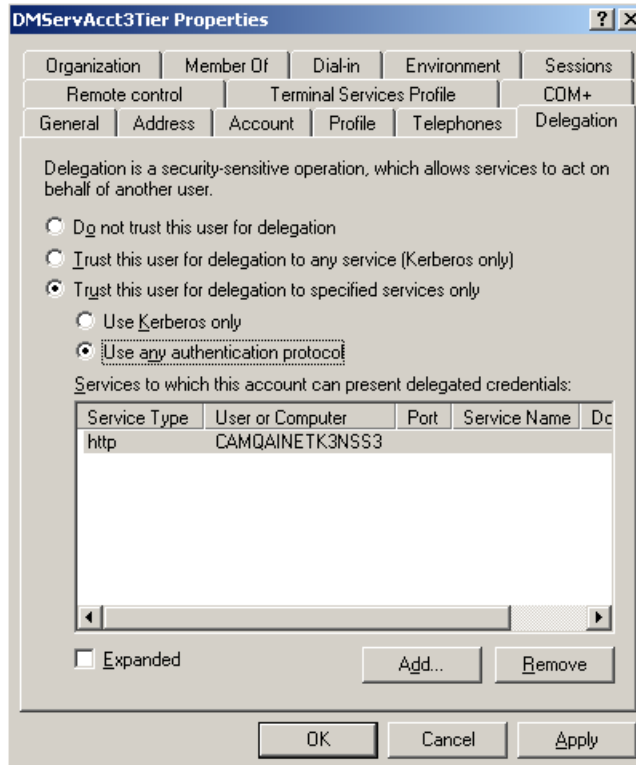 DMServAcct3Tier Properties
Organization Member Of Dial-in Environment Sessions
Remote control Terminal Services Profile COM+
General Address Account Profile Telephones Delegation
Delegation is a security-sensitive operation, which allows services to act on
behalf of another user.
Do not trust this user for delegation
Trust this user for delegation to any service (Kerberos only)
Trust this user for delegation to specified services only
Use Kerberos only
Use any authentication protocol
Services to which this account can present delegated credentials:
Service Type User or Computer Port Service Name Do
http CAMQAINETK3NSS3
Expanded Add... Remove
OK Cancel Apply